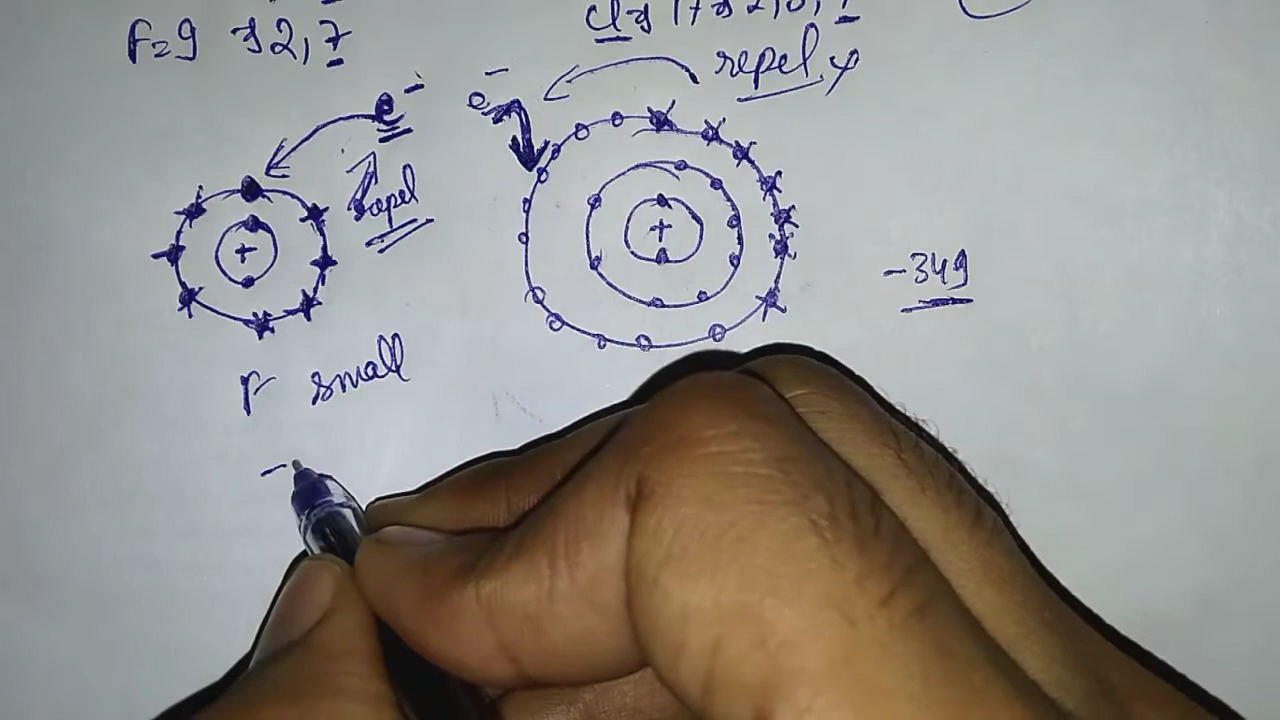 F=9 → 2,7
Cl → 17 → 2,8,7
repel x
e-
e-
repel
+
+
-349
F small
-